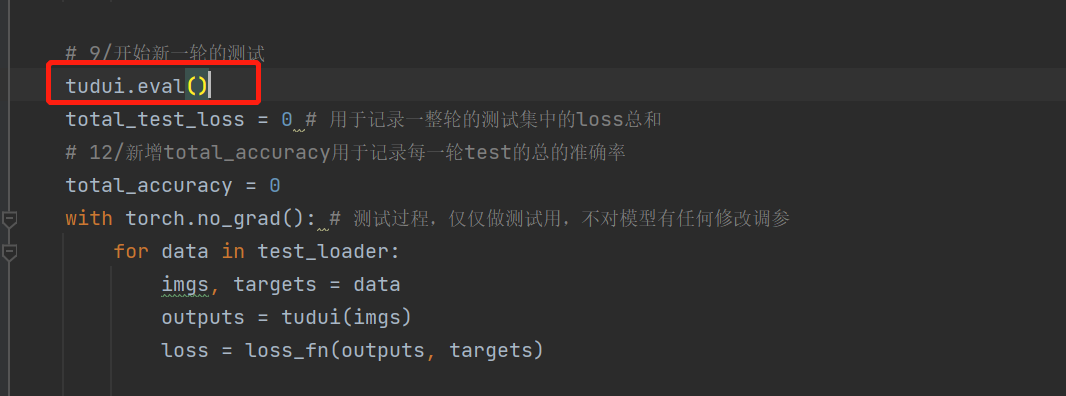 # 9/开始新一轮的测试
tudui.eval()
total_test_loss = 0 # 用于记录一整轮的测试集中的loss总和
# 12/新增total_accuracy用于记录每一轮test的总的准确率
total_accuracy = 0
with torch.no_grad(): # 测试过程，仅仅做测试用，不对模型有任何修改调参
for data in test_loader:
imgs, targets = data
outputs = tudui(imgs)
loss = loss_fn(outputs, targets)